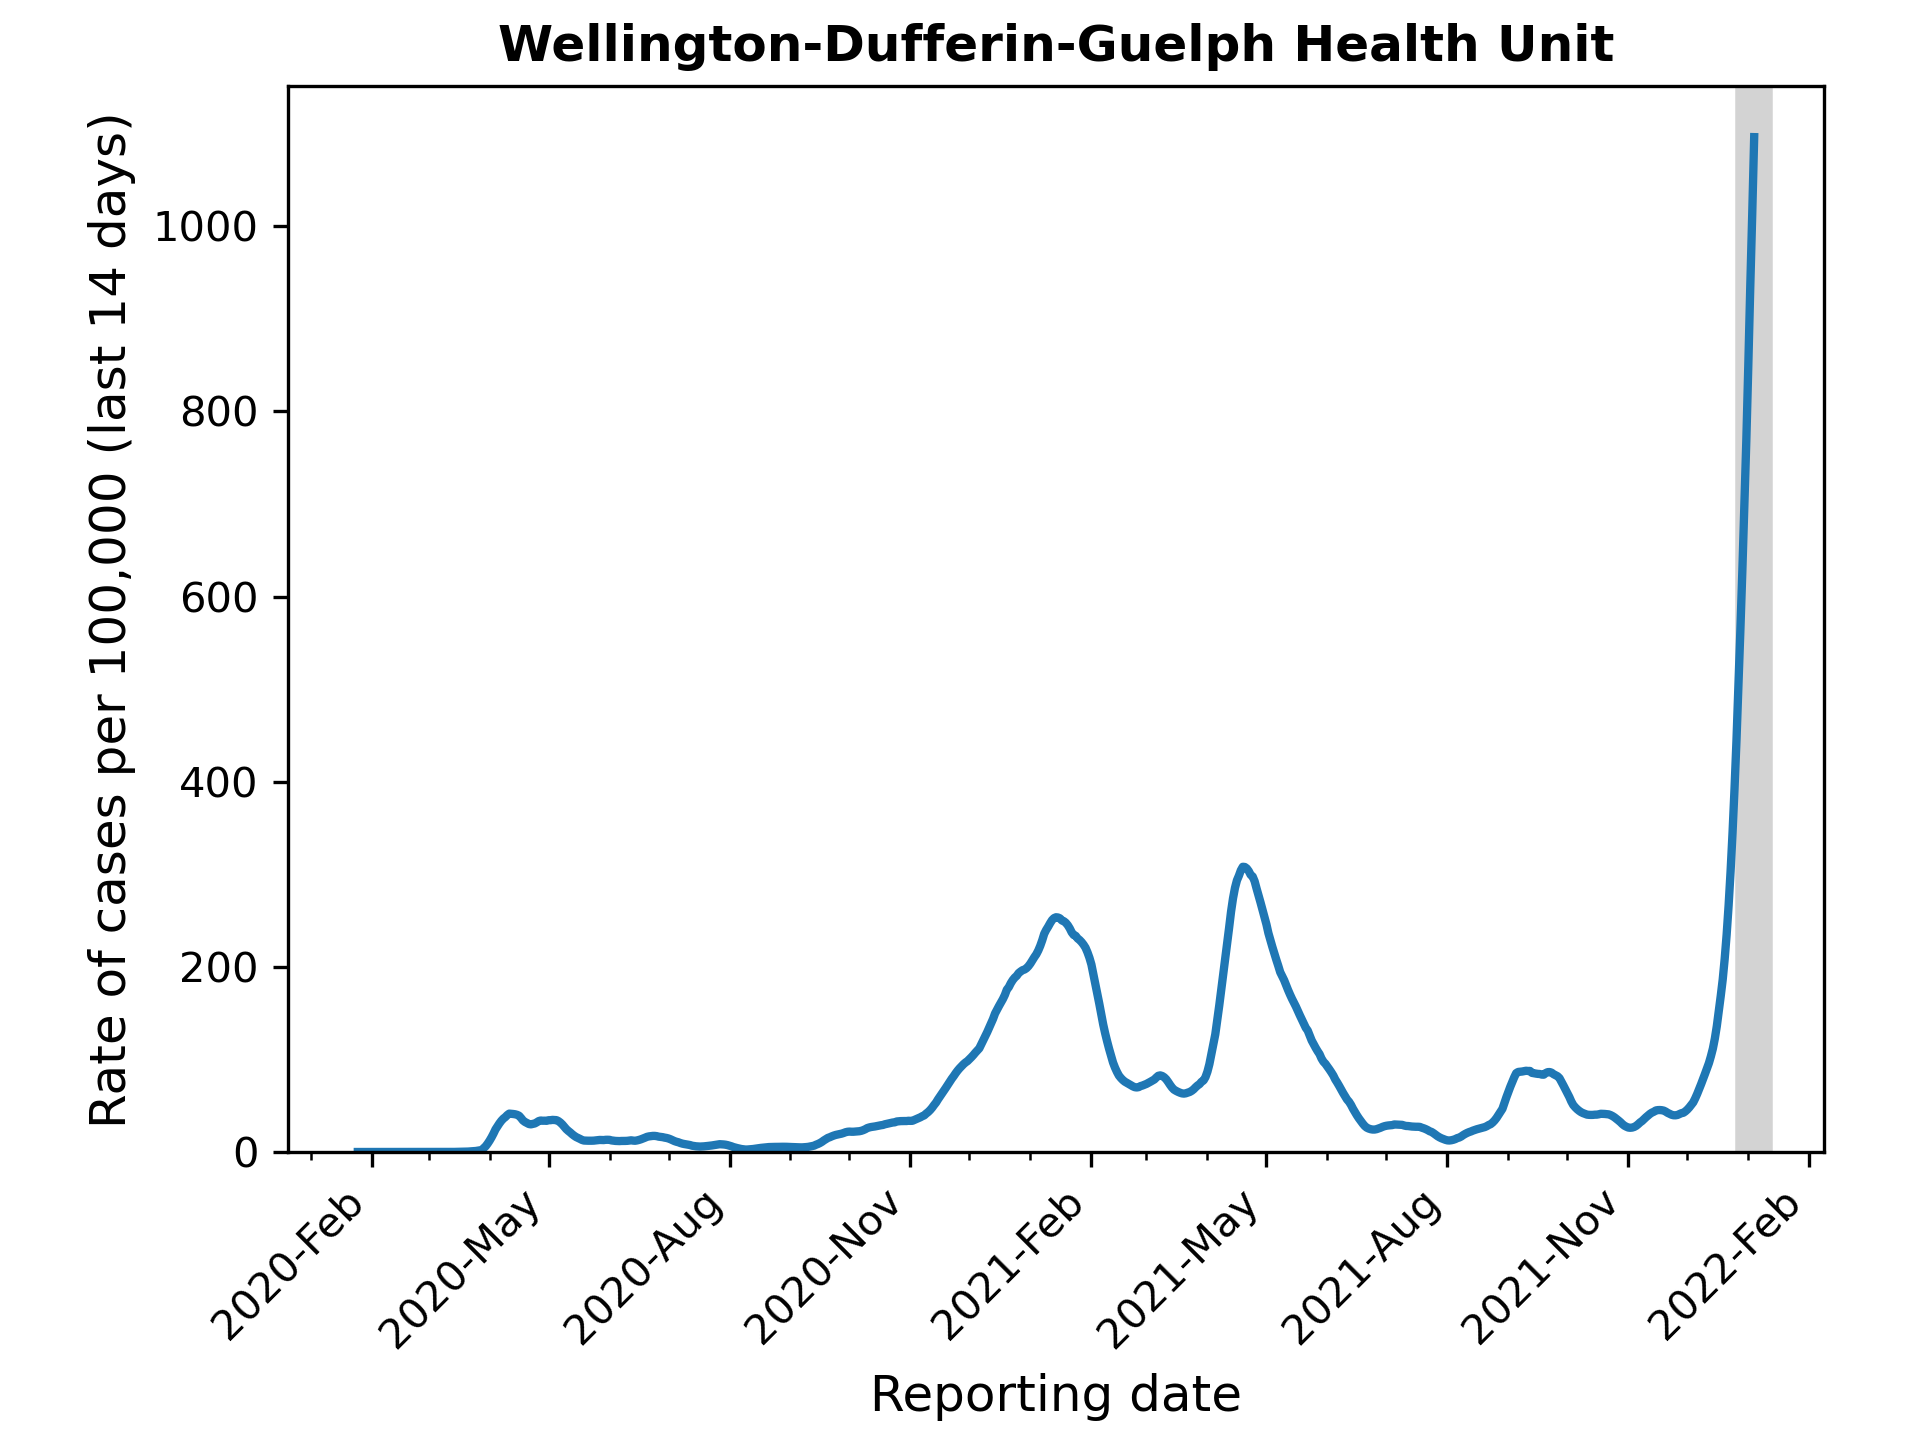 Wellington-Dufferin-Guelph Health Unit
Rate of cases per 100,000 (last 14 days)
1000
800
600
400
200
0
2020-Feb
2020-May
2020-Aug
2020-Nov
2021-Feb
2021-May
2021-Aug
2021-Nov
2022-Feb
Reporting date